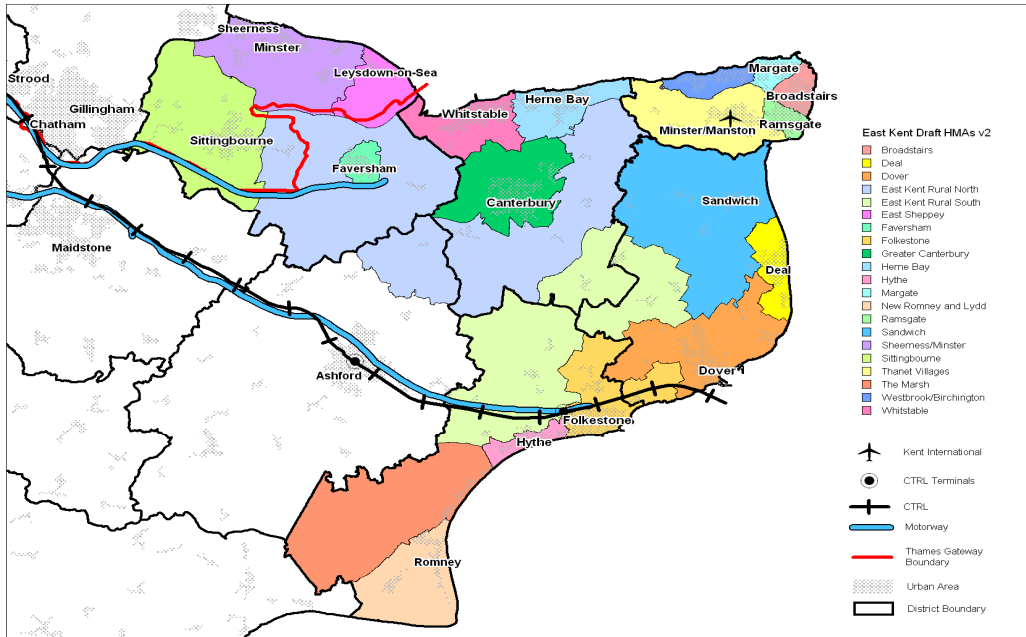 Sheerness
Minster
Leysdown-on-Sea
Strood
Gillingham
Chatham
Sittingbourne
Faversham
Whitstable
Herne Bay
Canterbury
Margate
Broadstairs
Ramsgate
Minster/Manston
Sandwich
Deal
Maidstone
Ashford
Dover
Folkestone
Hythe
Romney
East Kent Draft HMAs v2
Broadstairs
Deal
Dover
East Kent Rural North
East Kent Rural South
East Sheppey
Faversham
Folkestone
Greater Canterbury
Herne Bay
Hythe
Margate
New Romney and Lydd
Ramsgate
Sandwich
Sheerness/Minster
Sittingbourne
Thanet Villages
The Marsh
Westbrook/Birchington
Whitstable
Kent International
CTRL Terminals
CTRL
Motorway
Thames Gateway
Boundary
Urban Area
District Boundary